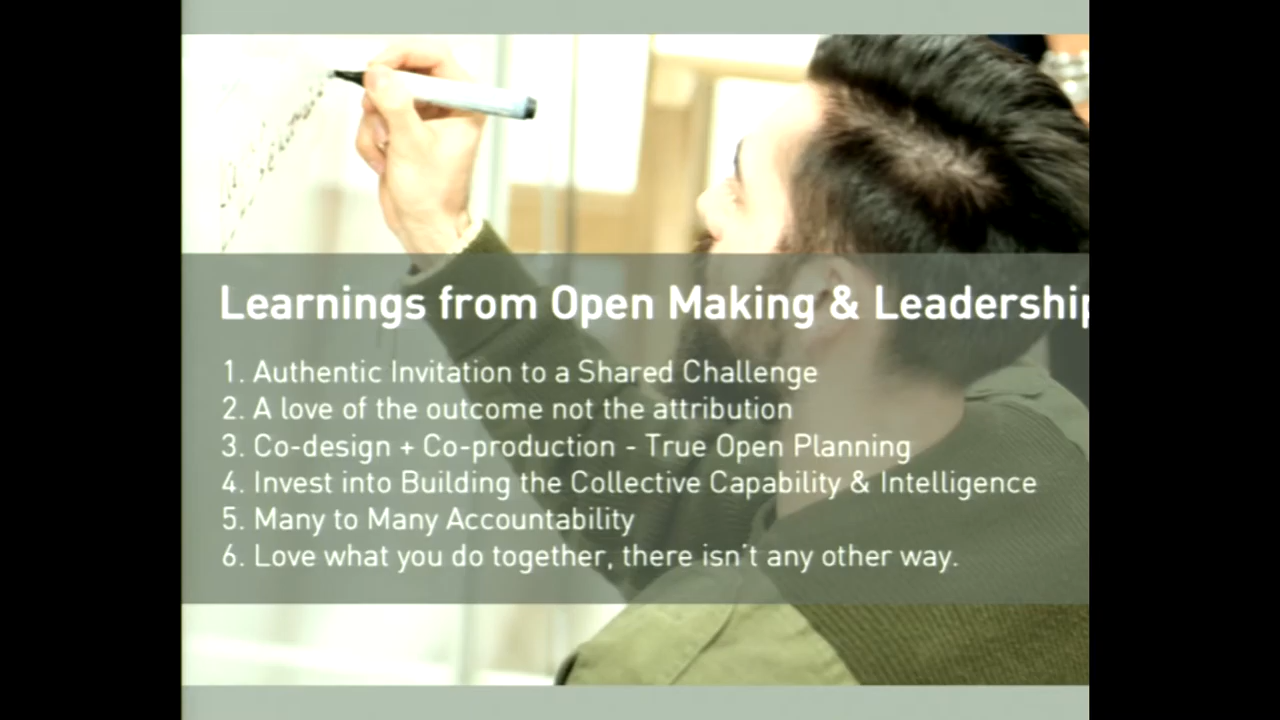 Learnings from Open Making & Leadership
1. Authentic Invitation to a Shared Challenge
2. A love of the outcome not the attribution
3. Co-design + Co-production - True Open Planning
4. Invest into Building the Collective Capability & Intelligence
5. Many to Many Accountability
6. Love what you do together, there isn't any other way.